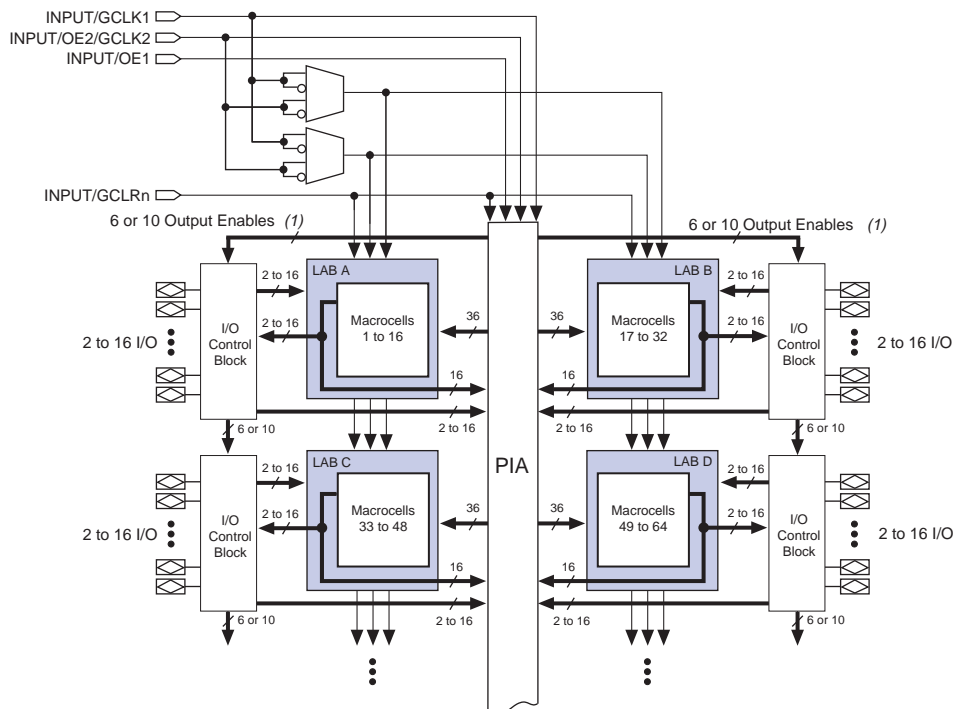 INPUT/GCLK1
INPUT/OE2/GCLK2
INPUT/OE1
INPUT/GCLRn
6 or 10 Output Enables (1)
6 or 10 Output Enables (1)
LAB A
LAB B
2 to 16
2 to 16
2 to 16
2 to 16
36
36
Macrocells
1 to 16
Macrocells
17 to 32
I/O
Control
Block
I/O
Control
Block
2 to 16 I/O
2 to 16 I/O
16
16
2 to 16
2 to 16
6 or 10
6 or 10
PIA
LAB C
LAB D
2 to 16
2 to 16
2 to 16
2 to 16
36
36
Macrocells
33 to 48
Macrocells
49 to 64
I/O
Control
Block
I/O
Control
Block
2 to 16 I/O
2 to 16 I/O
16
16
2 to 16
2 to 16
6 or 10
6 or 10